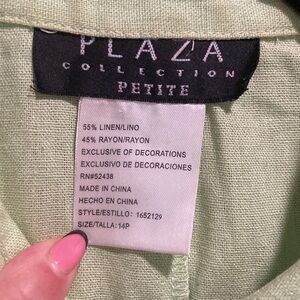 PLAZA
COLLECTION
PETITE
55% LINEN/LINO
45% RAYON/RAYON
EXCLUSIVE OF DECORATIONS
EXCLUSIVO DE DECORACIONES
RN#52438
MADE IN CHINA
HECHO EN CHINA
STYLE/ESTILLO: 1652129
SIZE/TALLA: 14P